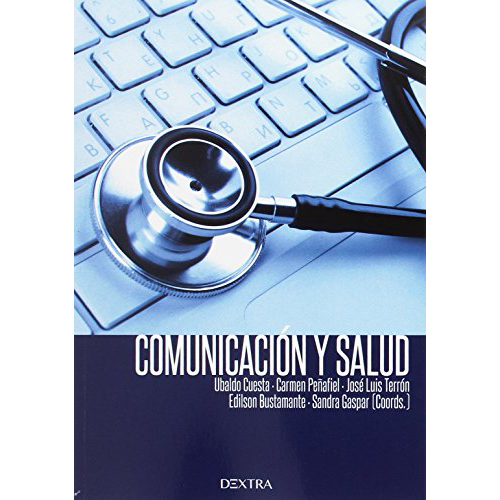 COMUNICACIÓN Y SALUD
Ubaldo Cuesta · Carmen Peñafiel · José Luis Terrón
Edilson Bustamante · Sandra Gaspar (Coords.)
DEXTRA